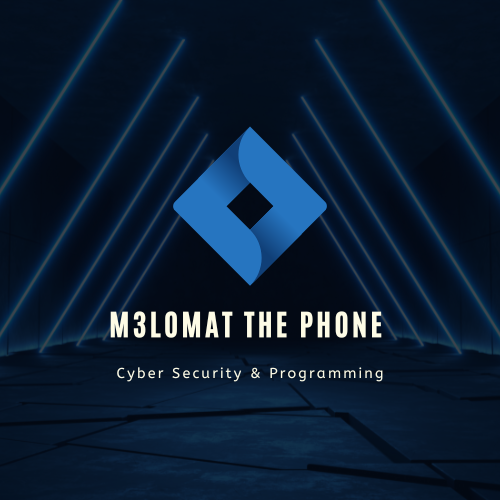 M3LOMAT THE PHONE
Cyber Security & Programming